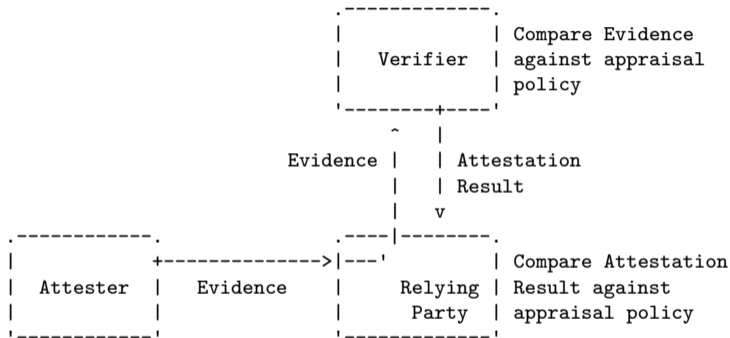 Compare Evidence
Verifier against appraisal
policy
Evidence Attestation
Result
Compare Attestation
Attester Evidence Relying Result against
Party appraisal policy